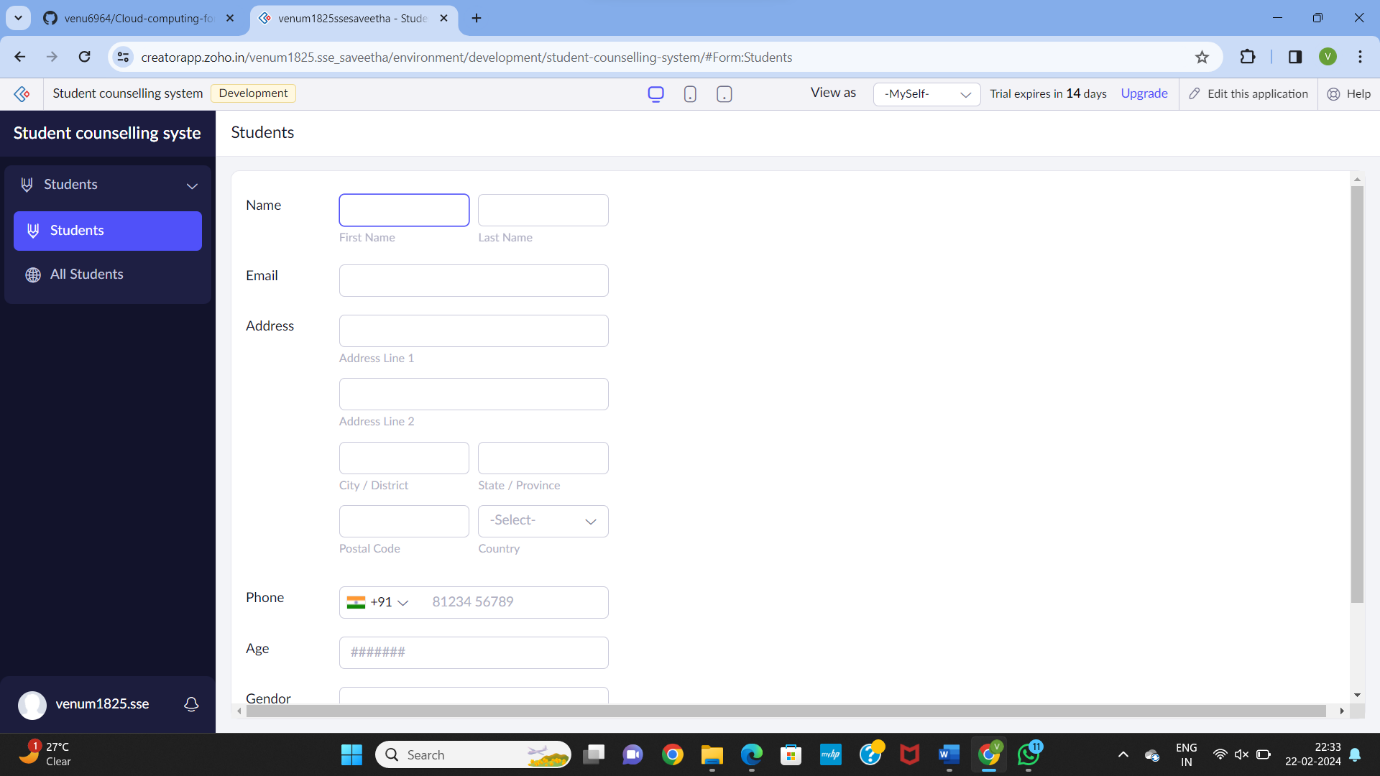 venu6964/Cloud-computing-fo
venum1825ssesaveetha - Stude
creatorapp.zoho.in/venum1825.sse_saveetha/environment/development/student-counselling-system/#Form:Students
V
Student counselling system
Development
View as
-MySelf-
Trial expires in 14 days
Upgrade
Edit this application
Help
Student counselling syste
Students
Students
Students
All Students
Name
First Name
Last Name
Email
Address
Address Line 1
Address Line 2
City / District
State / Province
-Select-
Postal Code
Country
Phone
+91
81234 56789
Age
#######
Gendor
venum1825.sse
1
27°C
Clear
Search
myhp
?
W
V
11
ENG
IN
22:33
22-02-2024